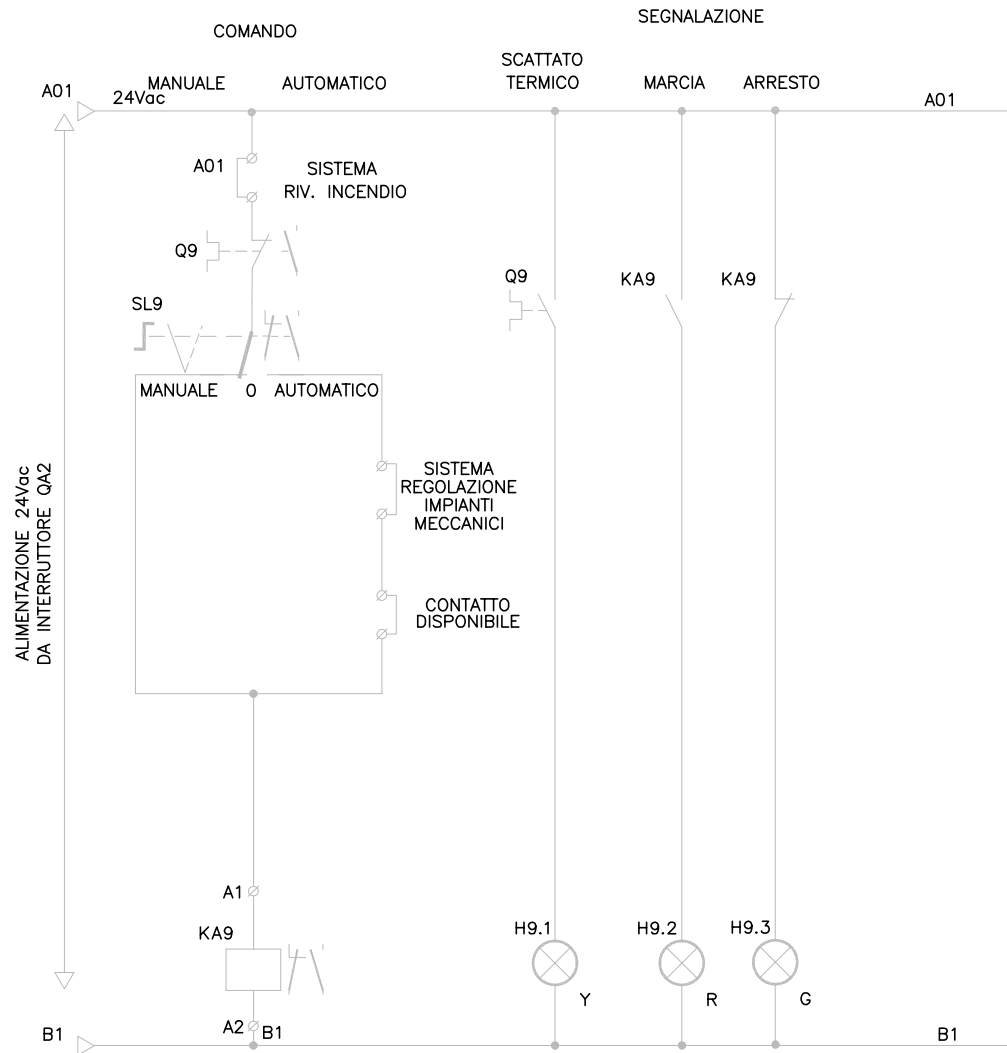 SEGNALAZIONE
COMANDO
SCATTATO
TERMICO
MANUALE
AUTOMATICO
MARCIA
ARRESTO
A01
24Vac
A01
A01
SISTEMA
RIV. INCENDIO
Q9
SL9
Q9
KA9
KA9
MANUALE
0
AUTOMATICO
SISTEMA
REGOLAZIONE
IMPIANTI
MECCANICI
ALIMENTAZIONE 24Vac
DA INTERRUTTORE QA2
CONTATTO
DISPONIBILE
A1
KA9
H9.1
H9.2
H9.3
Y
R
G
A2
B1
B1
B1